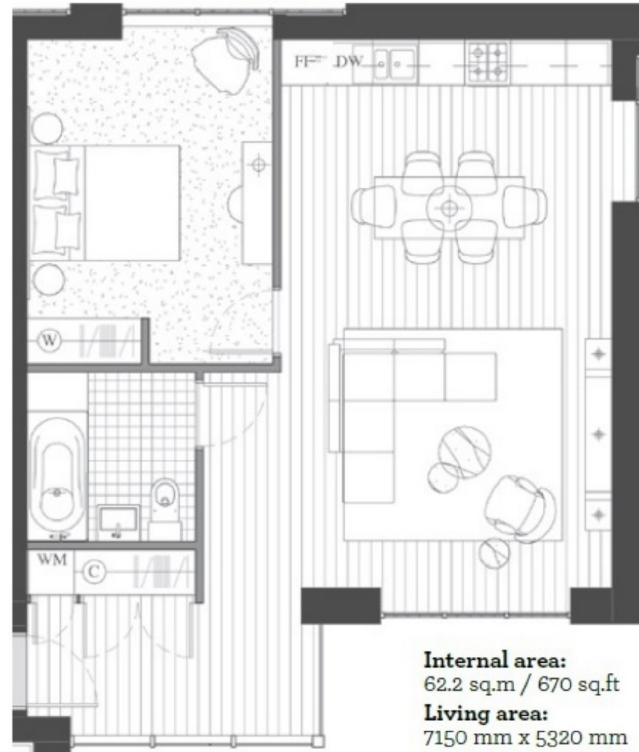 FF DW
W
WM
C
Internal area:
62.2 sq.m / 670 sq.ft
Living area:
7150 mm x 5320 mm